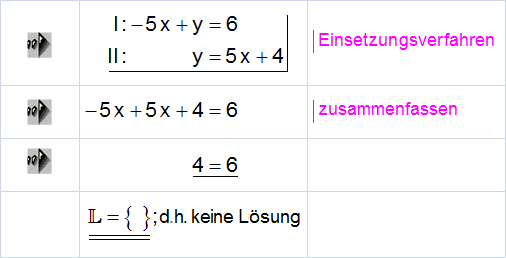 I: -5x + y = 6
Einsetzungsverfahren
II: y = 5x + 4
-5x + 5x + 4 = 6
zusammenfassen
4 = 6
𝕃 = { }; d.h. keine Lösung